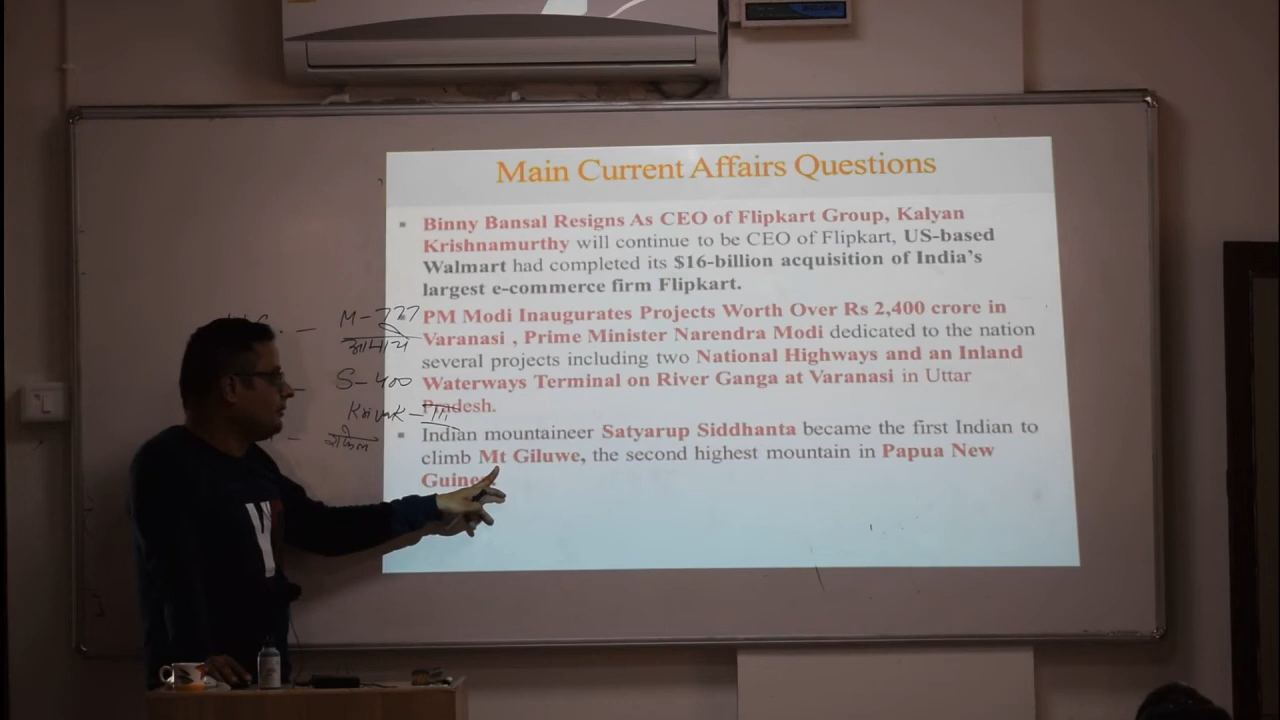 Main Current Affairs Questions
▪ Binny Bansal Resigns As CEO of Flipkart Group, Kalyan
Krishnamurthy will continue to be CEO of Flipkart, US-based
Walmart had completed its $16-billion acquisition of India's
largest e-commerce firm Flipkart.
PM Modi Inaugurates Projects Worth Over Rs 2,400 crore in
Varanasi , Prime Minister Narendra Modi dedicated to the nation
several projects including two National Highways and an Inland
Waterways Terminal on River Ganga at Varanasi in Uttar
Pradesh.
▪ Indian mountaineer Satyarup Siddhanta became the first Indian to
climb Mt Giluwe, the second highest mountain in Papua New
Guinea.
— M-777
– S-400
Krivak – III